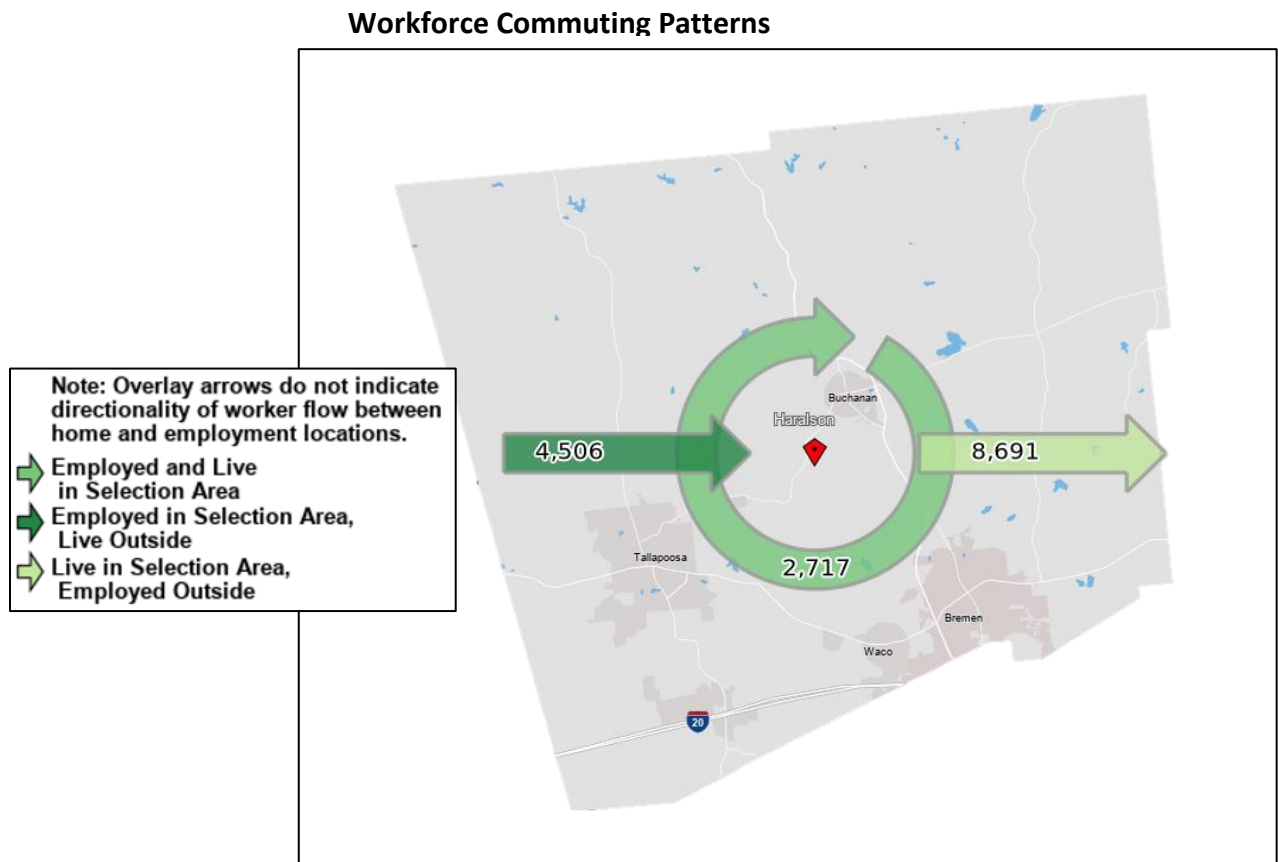 Workforce Commuting Patterns
Note: Overlay arrows do not indicate
directionality of worker flow between
home and employment locations.
Employed and Live
in Selection Area
Employed in Selection Area,
Live Outside
Live in Selection Area,
Employed Outside
Buchanan
Haralson
4,506
8,691
Tallapoosa
2,717
Bremen
Waco
20